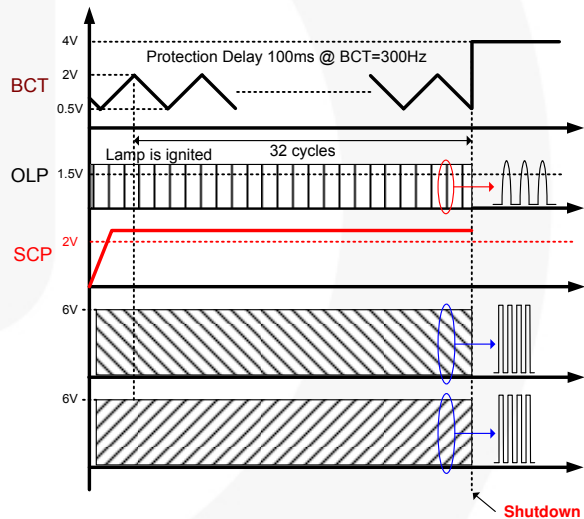 4V
Protection Delay 100ms @ BCT=300Hz
2V
BCT
0.5V
Lamp is ignited
32 cycles
OLP
1.5V
2V
SCP
6V
6V
Shutdown